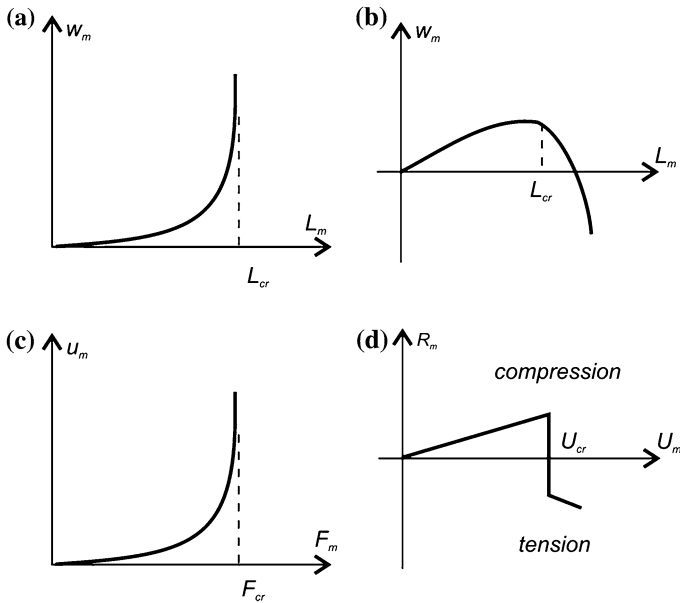 (a)
w_m
L_m
L_cr
(b)
w_m
L_m
L_cr
(c)
u_m
F_m
F_cr
(d)
R_m
compression
U_cr
U_m
tension